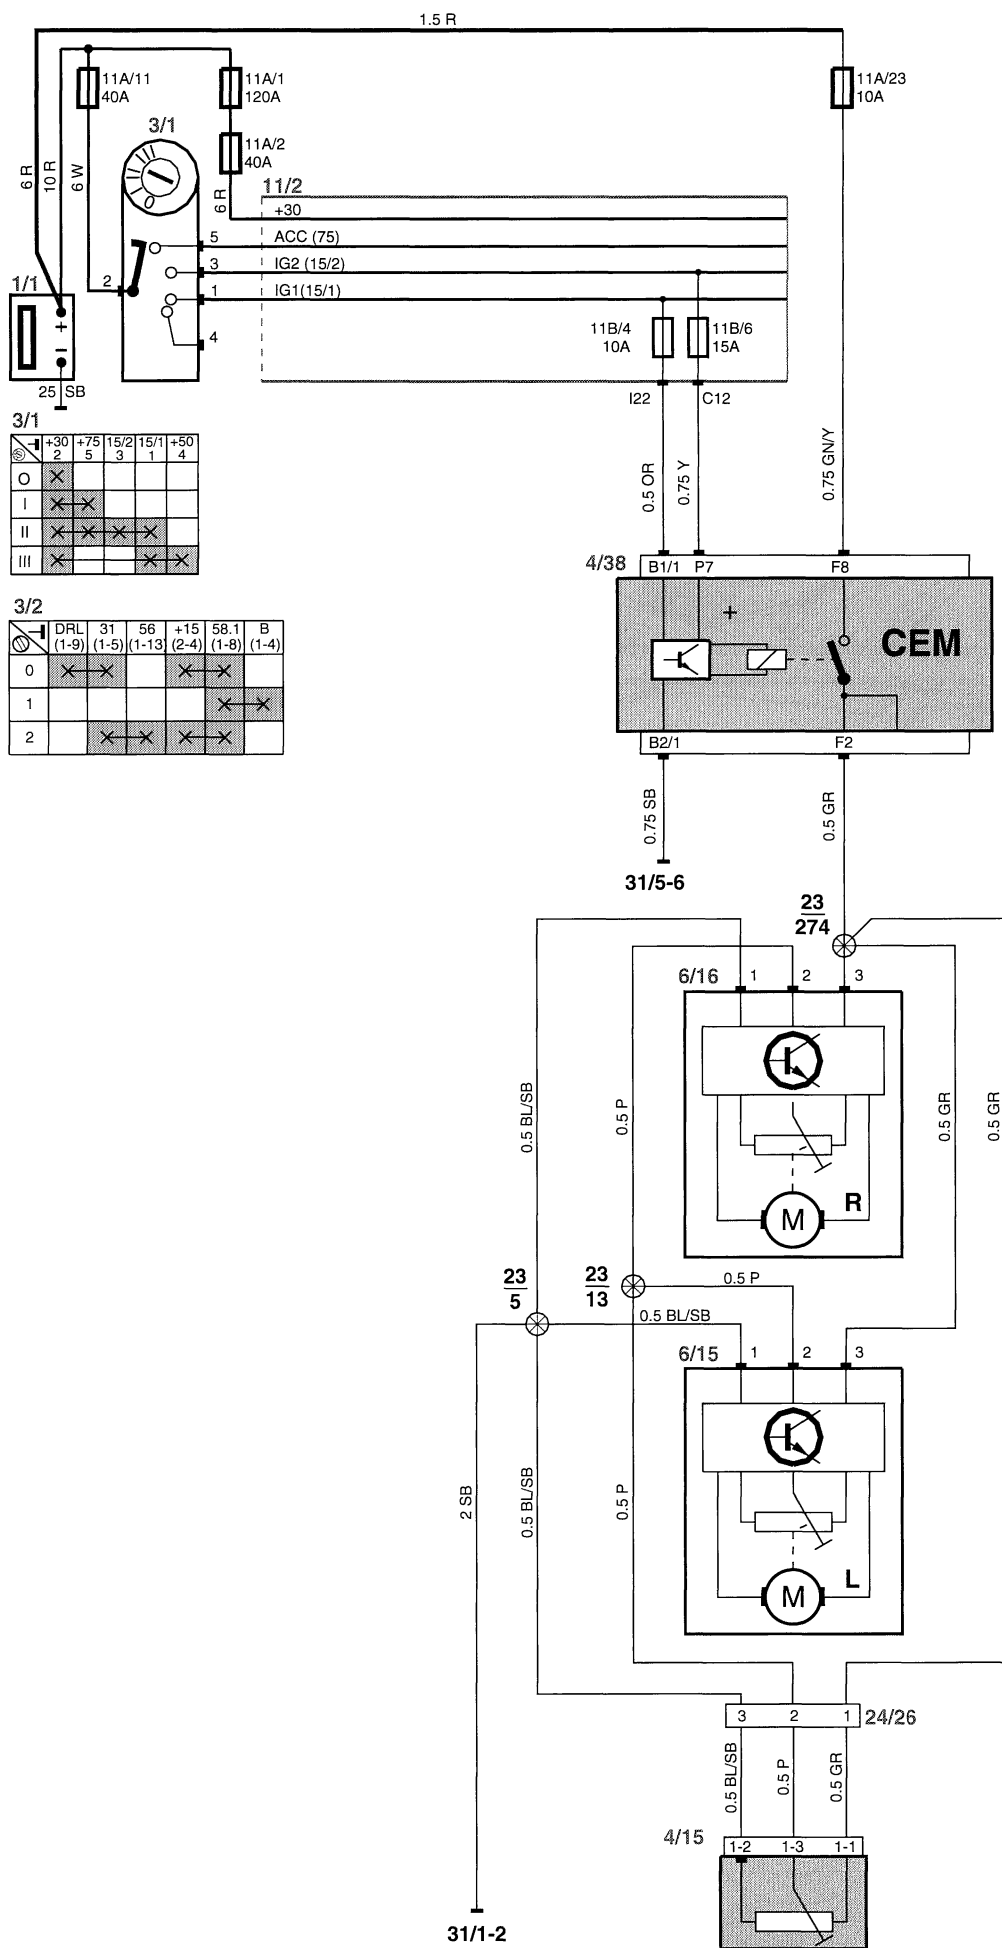 1.5 R
11A/11
40A
11A/1
120A
11A/23
10A
3/1
11A/2
40A
6 R
10 R
6 W
6 R
O
11/2
+30
5
ACC (75)
3
IG2 (15/2)
1
IG1(15/1)
2
4
1/1
+
−
25 SB
11B/4
10A
11B/6
15A
I22
C12
0.5 OR
0.75 Y
0.75 GN/Y
3/1
+30 +75 15/2 15/1 +50
2 5 3 1 4
O
I
II
III
3/2
DRL 31 56 +15 58.1 B
(1-9) (1-5) (1-13) (2-4) (1-8) (1-4)
0
1
2
4/38
B1/1 P7 F8
+
CEM
B2/1 F2
0.75 SB
0.5 GR
31/5-6
23
274
6/16
1 2 3
0.5 BL/SB
0.5 P
0.5 GR
0.5 GR
M
R
23
5
23
13
0.5 P
0.5 BL/SB
6/15
1 2 3
2 SB
0.5 BL/SB
0.5 P
M
L
3 2 1
24/26
0.5 BL/SB
0.5 P
0.5 GR
4/15
1-2 1-3 1-1
31/1-2